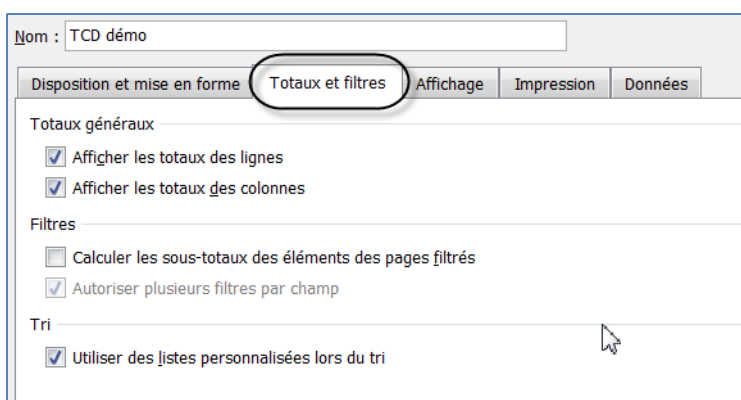 Nom : TCD démo
Disposition et mise en forme Totaux et filtres Affichage Impression Données
Totaux généraux
Afficher les totaux des lignes
Afficher les totaux des colonnes
Filtres
Calculer les sous-totaux des éléments des pages filtrés
Autoriser plusieurs filtres par champ
Tri
Utiliser des listes personnalisées lors du tri